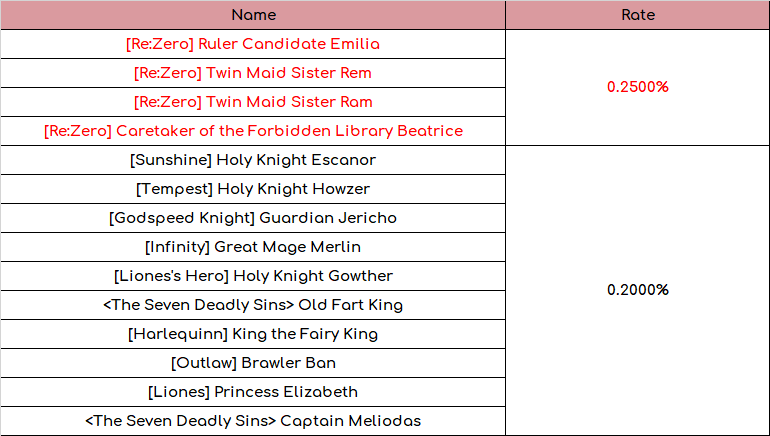 Name Rate
[Re:Zero] Ruler Candidate Emilia
[Re:Zero] Twin Maid Sister Rem
[Re:Zero] Twin Maid Sister Ram
[Re:Zero] Caretaker of the Forbidden Library Beatrice
0.2500%
[Sunshine] Holy Knight Escanor
[Tempest] Holy Knight Howzer
[Godspeed Knight] Guardian Jericho
[Infinity] Great Mage Merlin
[Liones's Hero] Holy Knight Gowther
<The Seven Deadly Sins> Old Fart King
[Harlequinn] King the Fairy King
[Outlaw] Brawler Ban
[Liones] Princess Elizabeth
<The Seven Deadly Sins> Captain Meliodas
0.2000%